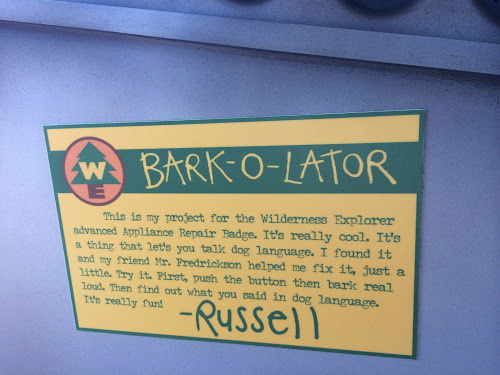 WE BARK-O-LATOR
This is my project for the Wilderness Explorer
advanced Appliance Repair Badge. It's really cool. It's
a thing that let's you talk dog language. I found it
and my friend Mr. Fredrickson helped me fix it, just a
little. Try it. First, push the button then bark real
loud. Then find out what you said in dog language.
It's really fun!
-Russell